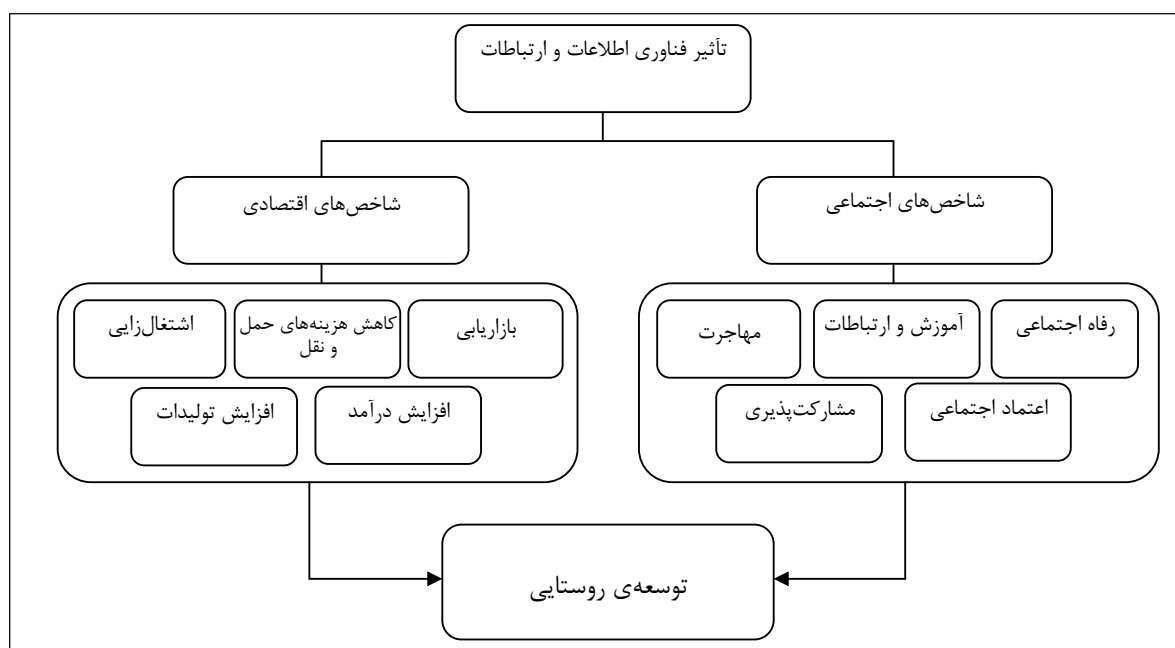 تأثیر فناوری اطلاعات و ارتباطات
شاخص‌های اجتماعی
شاخص‌های اقتصادی
رفاه اجتماعی
آموزش و ارتباطات
مهاجرت
اعتماد اجتماعی
مشارکت‌پذیری
بازاریابی
کاهش هزینه‌های حمل
و نقل
اشتغال‌زایی
افزایش درآمد
افزایش تولیدات
توسعه‌ی روستایی